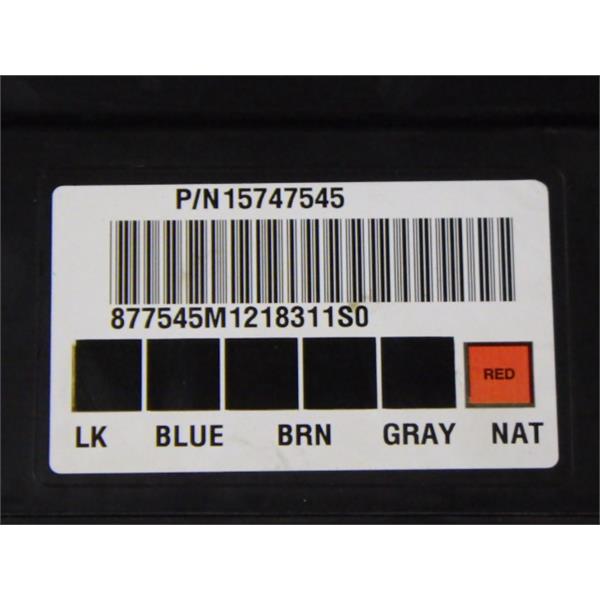 P/N15747545
877545M1218311S0
RED
LK BLUE BRN GRAY NAT